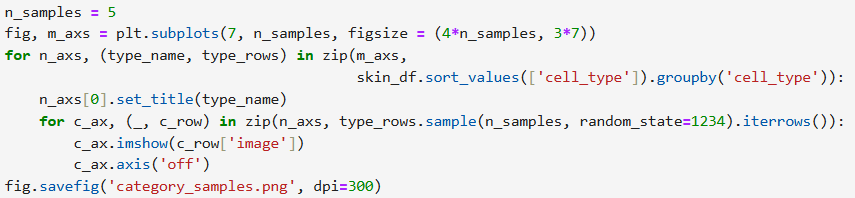 n_samples = 5
fig, m_axs = plt.subplots(7, n_samples, figsize = (4*n_samples, 3*7))
for n_axs, (type_name, type_rows) in zip(m_axs,
                                         skin_df.sort_values(['cell_type']).groupby('cell_type')):
    n_axs[0].set_title(type_name)
    for c_ax, (_, c_row) in zip(n_axs, type_rows.sample(n_samples, random_state=1234).iterrows()):
        c_ax.imshow(c_row['image'])
        c_ax.axis('off')
fig.savefig('category_samples.png', dpi=300)